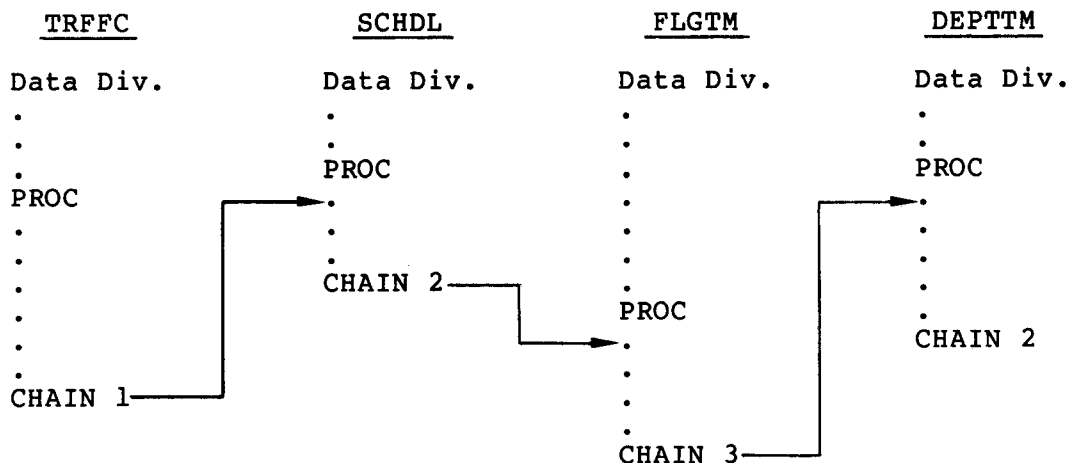 TRFFC SCHDL FLGTM DEPTTM
Data Div. Data Div. Data Div. Data Div.
PROC PROC
PROC
CHAIN 2
PROC
CHAIN 2
CHAIN 1
CHAIN 3